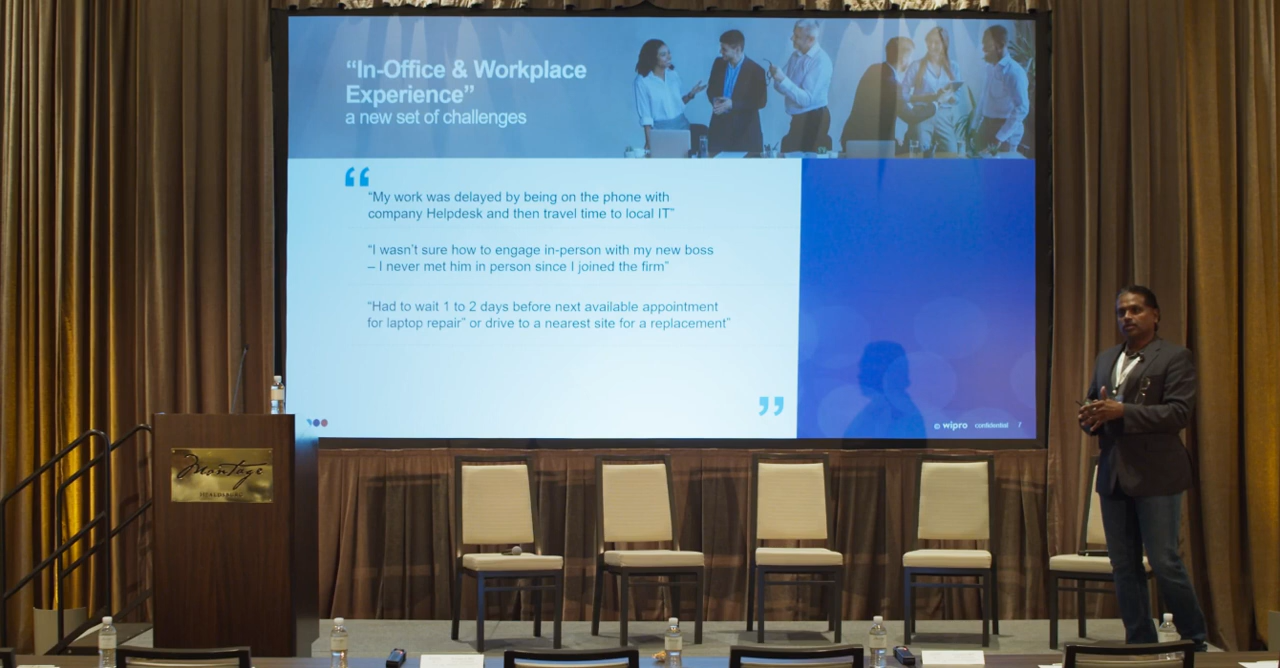 “In-Office & Workplace
Experience”
a new set of challenges
“
“My work was delayed by being on the phone with
company Helpdesk and then travel time to local IT”
“I wasn’t sure how to engage in-person with my new boss
– I never met him in person since I joined the firm”
“Had to wait 1 to 2 days before next available appointment
for laptop repair” or drive to a nearest site for a replacement”
”
© wipro confidential 7
Montage
HEALDSBURG